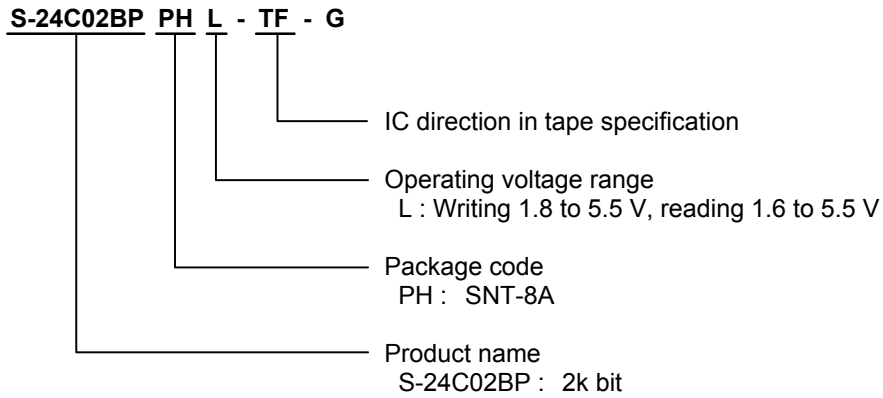 S-24C02BP PH L - TF - G
IC direction in tape specification
Operating voltage range
L : Writing 1.8 to 5.5 V, reading 1.6 to 5.5 V
Package code
PH : SNT-8A
Product name
S-24C02BP : 2k bit